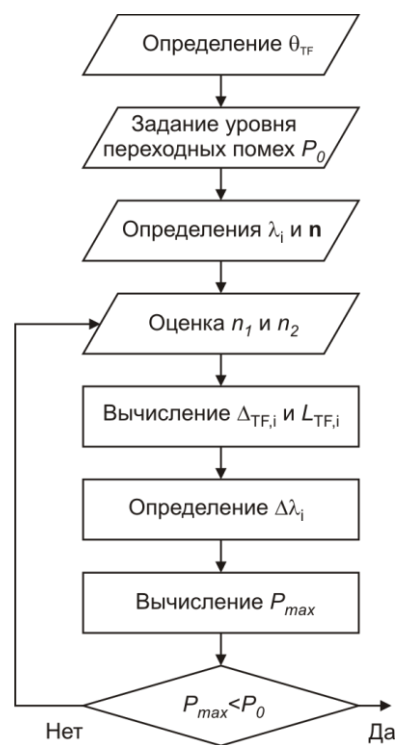 Определение θ_TF
Задание уровня
переходных помех P_0
Определения λ_i и n
Оценка n_1 и n_2
Вычисление Δ_TF,i и L_TF,i
Определение Δλ_i
Вычисление P_max
P_max<P_0
Нет
Да